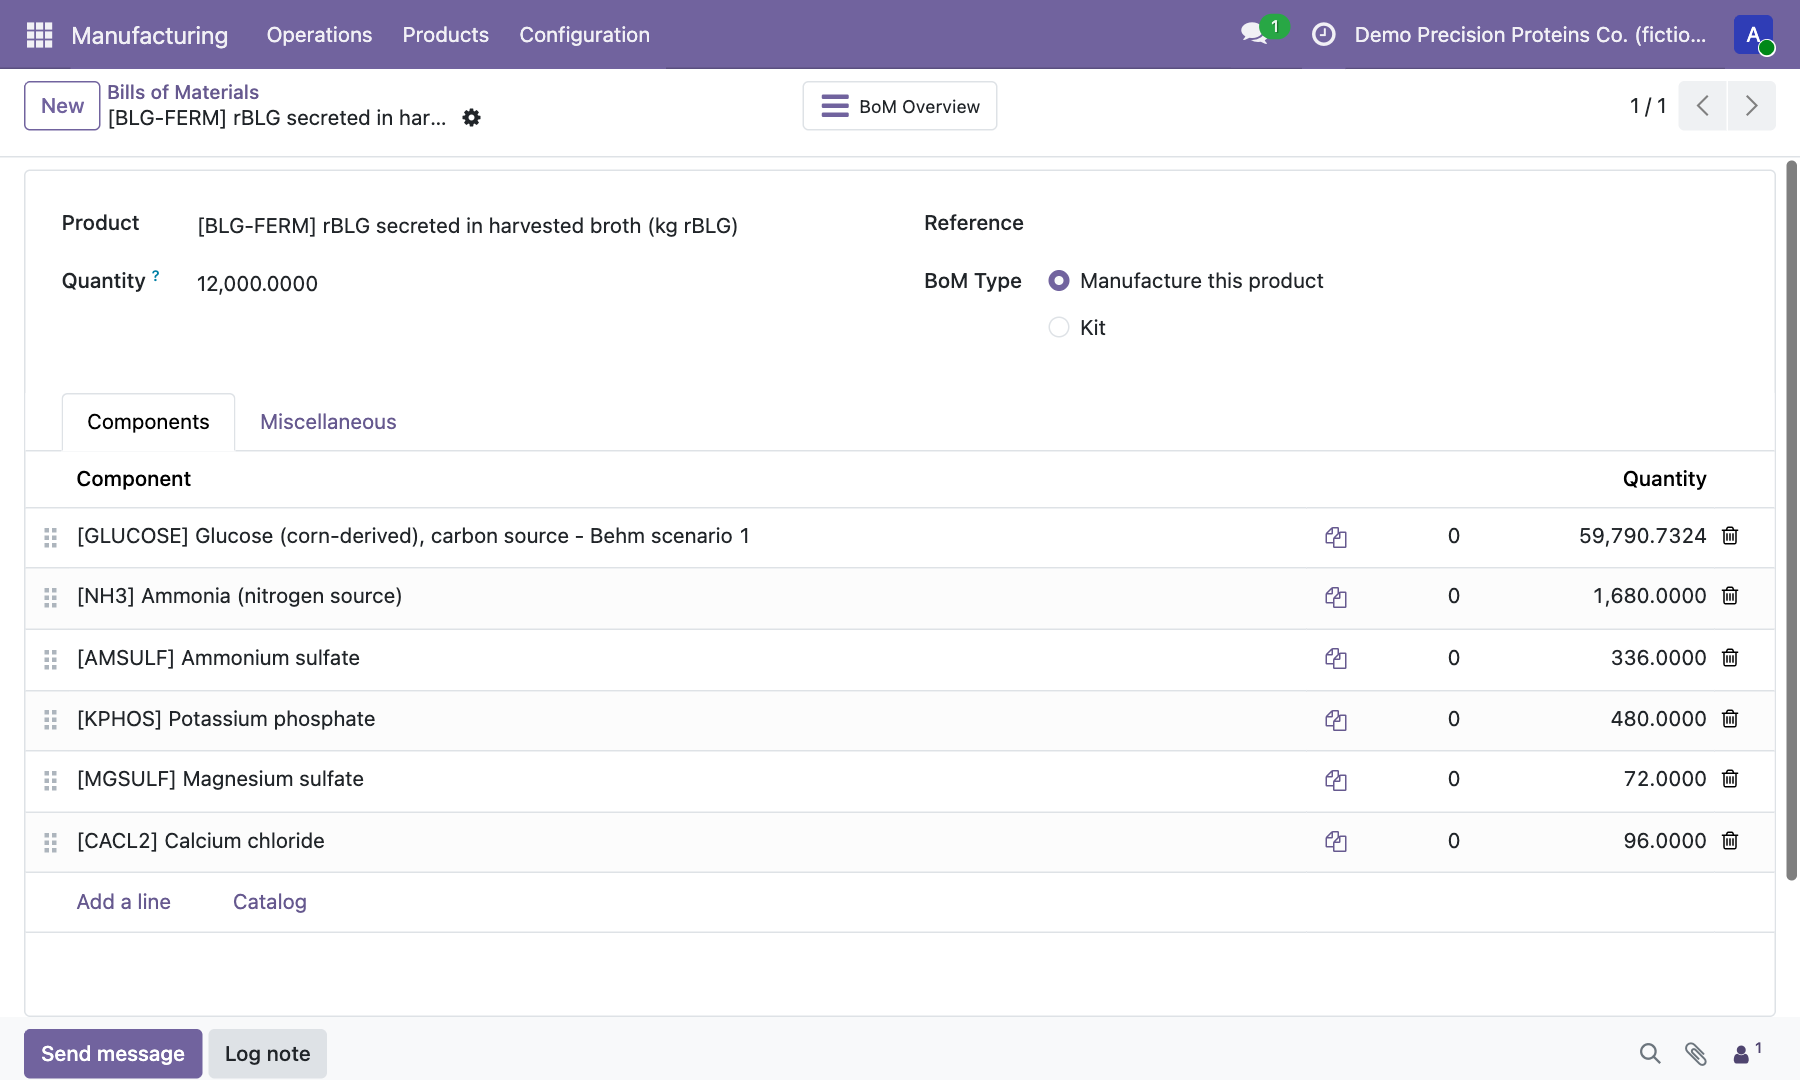 Manufacturing Operations Products Configuration 1 Demo Precision Proteins Co. (fictio... A
New Bills of Materials
[BLG-FERM] rBLG secreted in har...
BoM Overview
1 / 1
Product [BLG-FERM] rBLG secreted in harvested broth (kg rBLG)
Quantity ? 12,000.0000
Reference
BoM Type Manufacture this product
Kit
Components Miscellaneous
Component Quantity
[GLUCOSE] Glucose (corn-derived), carbon source - Behm scenario 1 0 59,790.7324
[NH3] Ammonia (nitrogen source) 0 1,680.0000
[AMSULF] Ammonium sulfate 0 336.0000
[KPHOS] Potassium phosphate 0 480.0000
[MGSULF] Magnesium sulfate 0 72.0000
[CACL2] Calcium chloride 0 96.0000
Add a line Catalog
Send message Log note 1